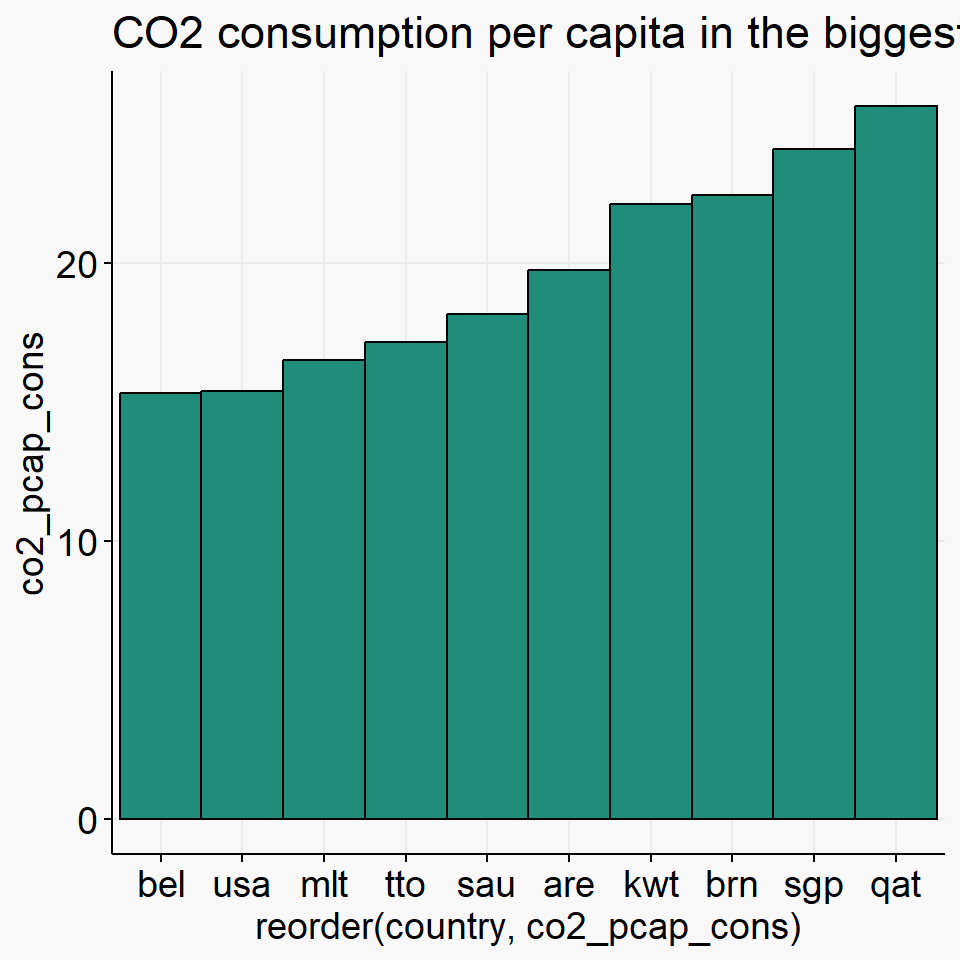 CO2 consumption per capita in the biggest
co2_pcap_cons
20
10
0
bel usa mlt tto sau are kwt brn sgp qat
reorder(country, co2_pcap_cons)